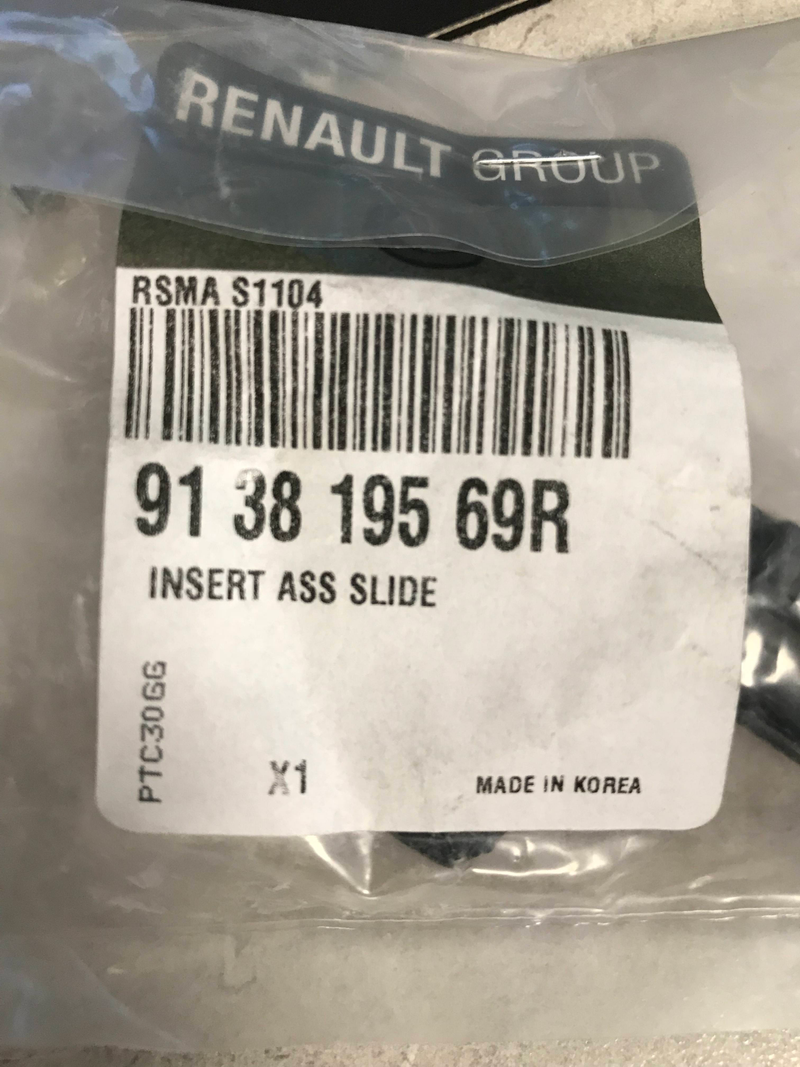 RENAULT GROUP
RSMA S1104
91 38 195 69R
INSERT ASS SLIDE
PTC30GG
X1
MADE IN KOREA